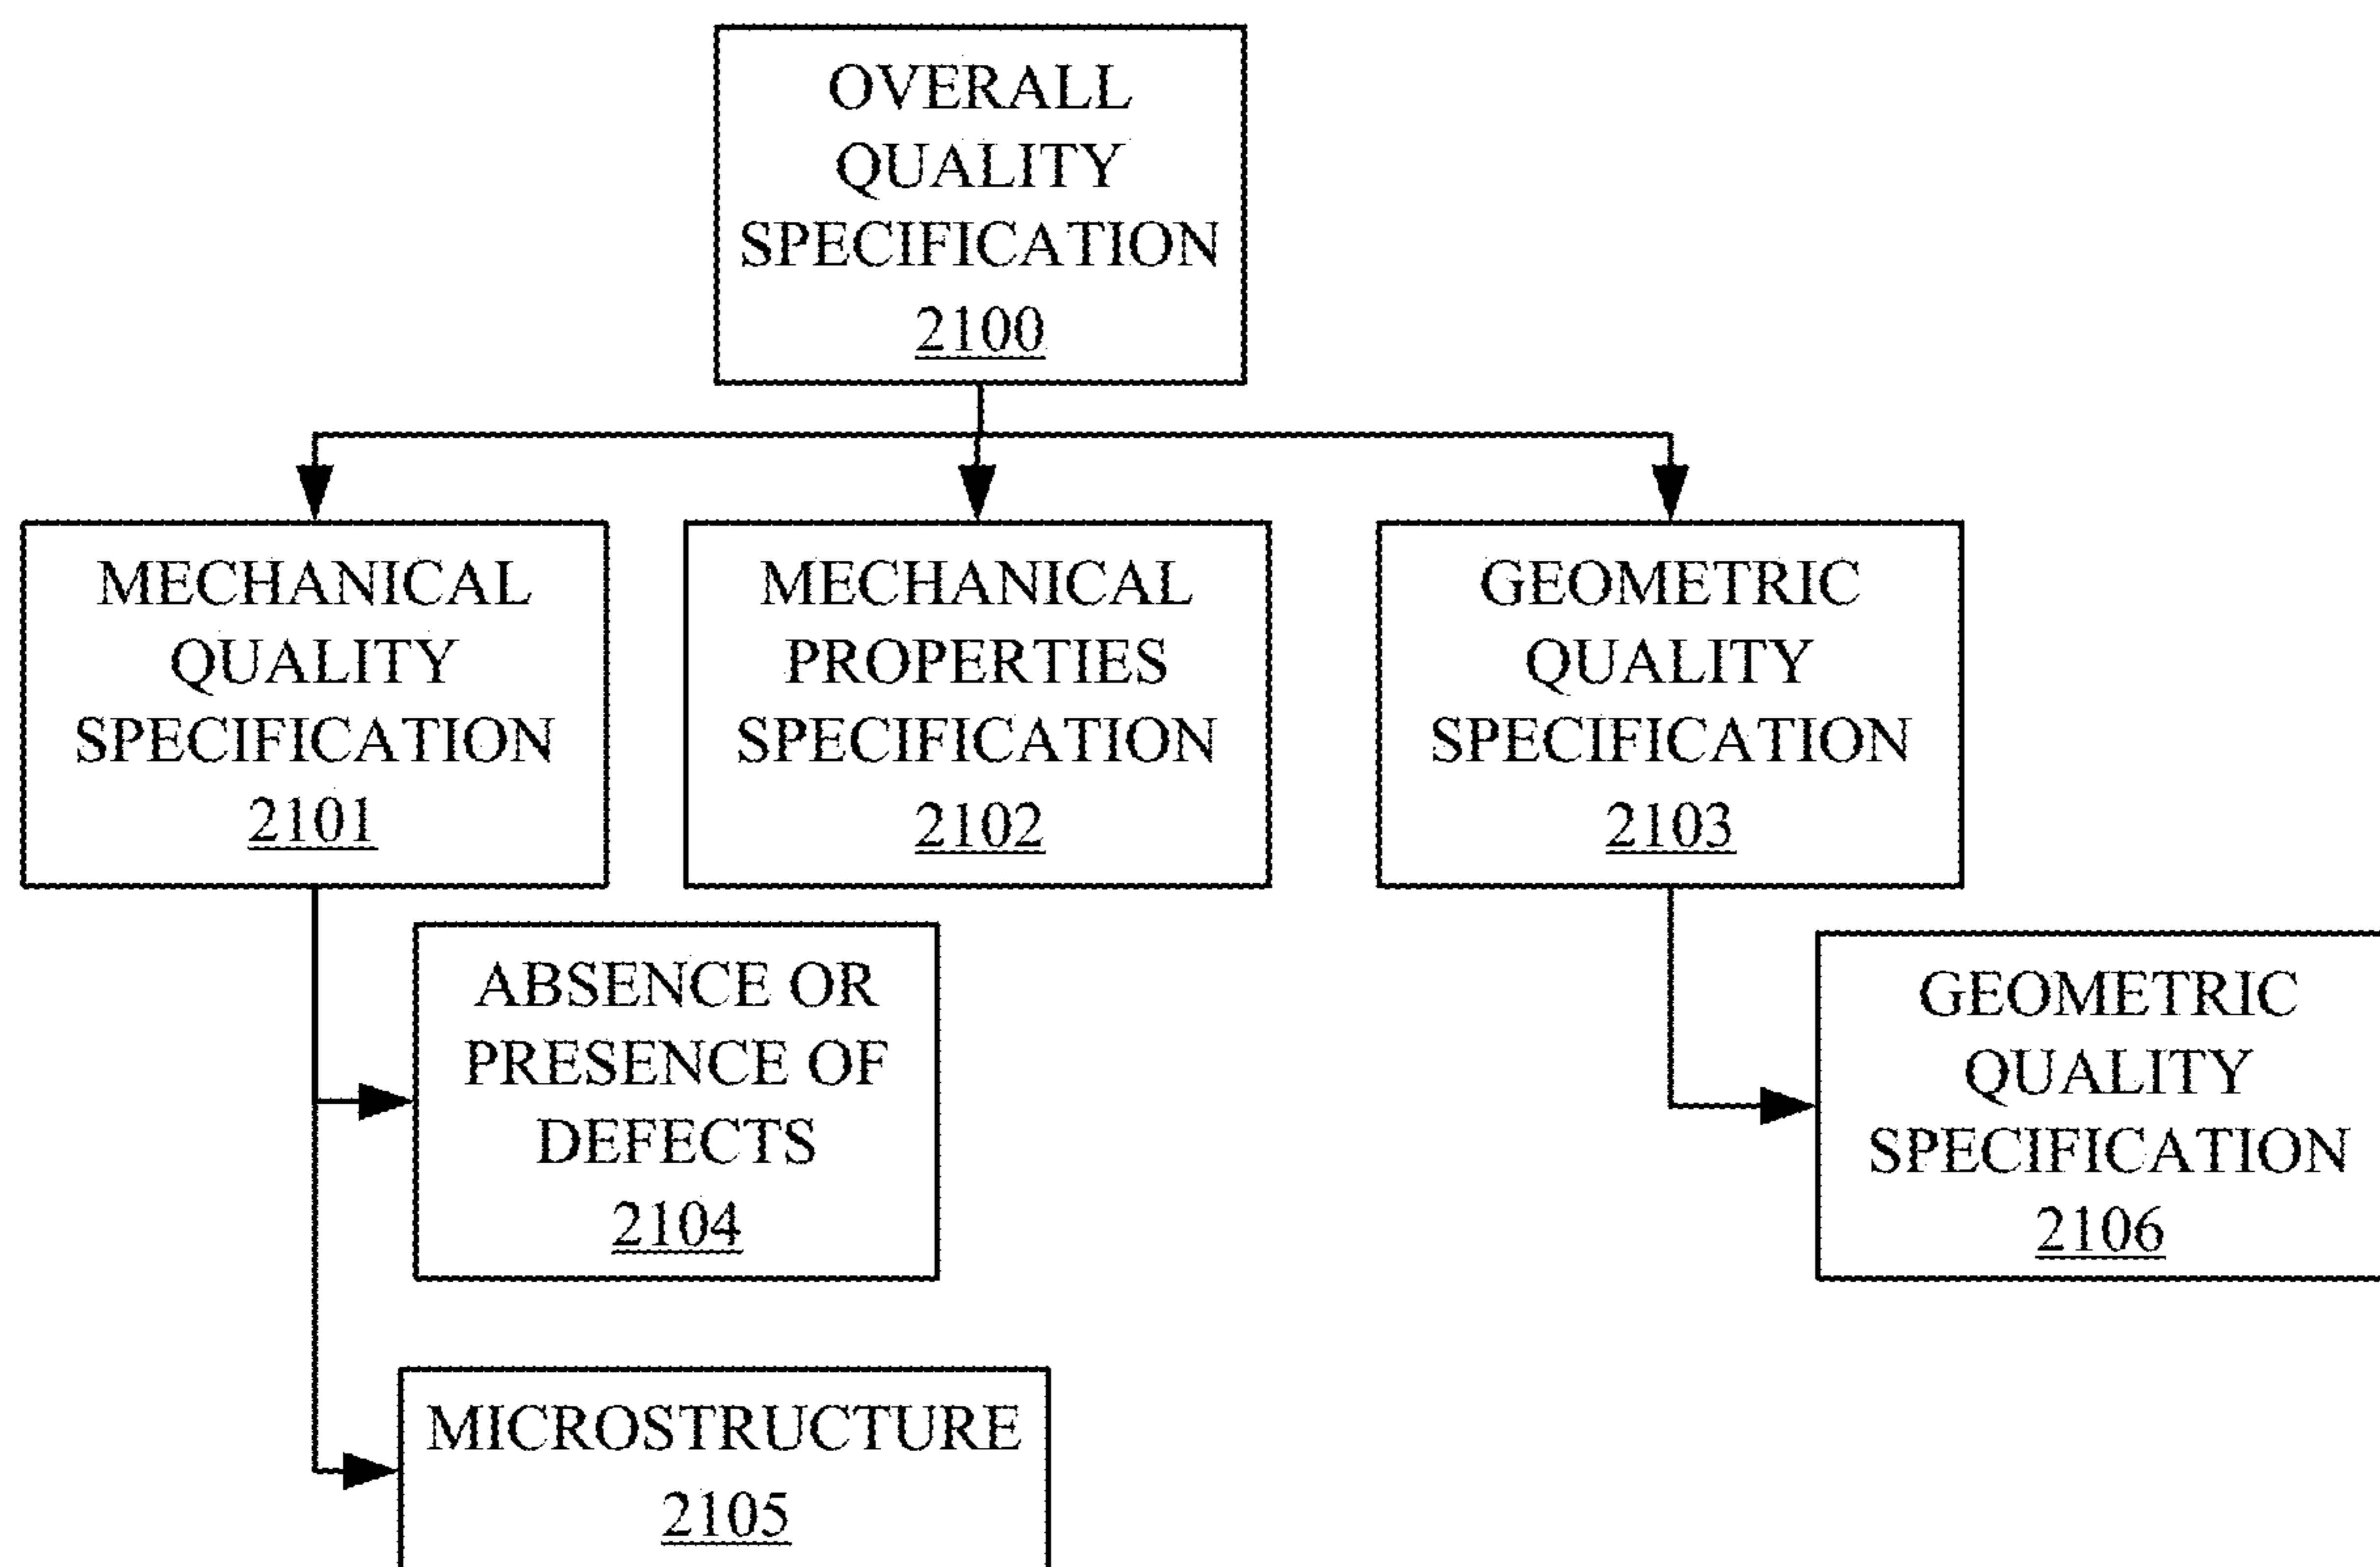 OVERALL
QUALITY
SPECIFICATION
2100
MECHANICAL
QUALITY
SPECIFICATION
2101
MECHANICAL
PROPERTIES
SPECIFICATION
2102
GEOMETRIC
QUALITY
SPECIFICATION
2103
ABSENCE OR
PRESENCE OF
DEFECTS
2104
GEOMETRIC
QUALITY
SPECIFICATION
2106
MICROSTRUCTURE
2105